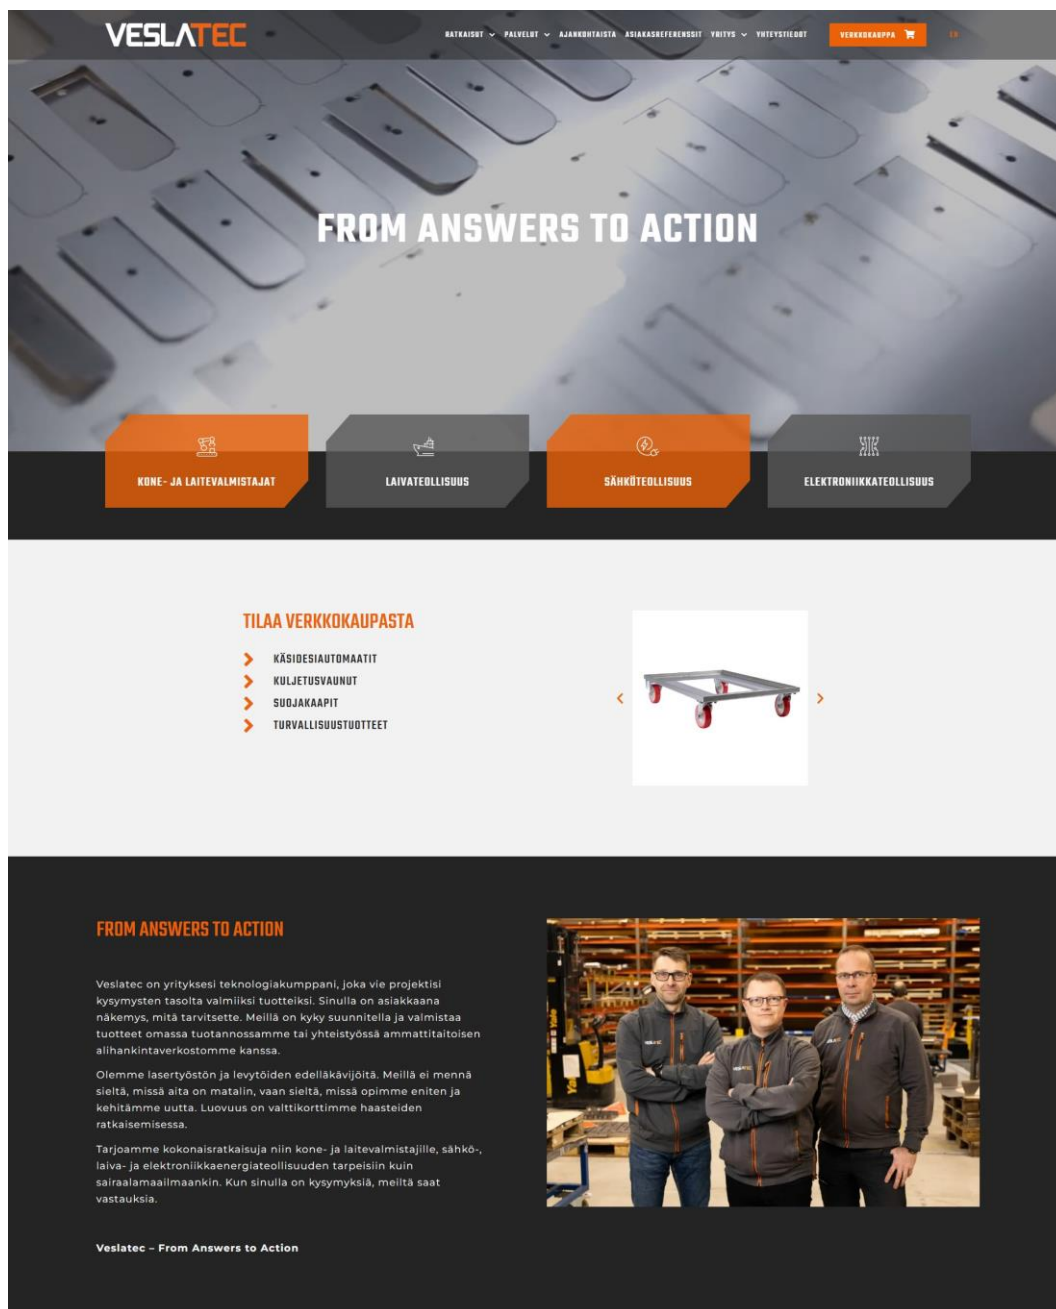 VESLATEC
RATKAISUT PALVELUT AJANKOHTAISTA ASIAKASREFERENSSIT YRITYS YHTEYSTIEDOT VERKKOKAUPPA EN
FROM ANSWERS TO ACTION
KONE- JA LAITEVALMISTAJAT
LAIVATEOLLISUUS
SÄHKÖTEOLLISUUS
ELEKTRONIIKKATEOLLISUUS
TILAA VERKKOKAUPASTA
KÄSIDESIAUTOMAATIT
KULJETUSVAUNUT
SUOJAKAAPIT
TURVALLISUUSTUOTTEET
FROM ANSWERS TO ACTION
Veslatec on yrityksesi teknologiakumppani, joka vie projektisi
kysymysten tasolta valmiiksi tuotteiksi. Sinulla on asiakkaana
näkemys, mitä tarvitsette. Meillä on kyky suunnitella ja valmistaa
tuotteet omassa tuotannossamme tai yhteistyössä ammattitaitoisen
alihankintaverkostomme kanssa.
Olemme lasertyöstön ja levytöiden edelläkävijöitä. Meillä ei mennä
sieltä, missä aita on matalin, vaan sieltä, missä opimme eniten ja
kehitämme uutta. Luovuus on valttikorttimme haasteiden
ratkaisemisessa.
Tarjoamme kokonaisratkaisuja niin kone- ja laitevalmistajille, sähkö-,
laiva- ja elektroniikkaenergiateollisuuden tarpeisiin kuin
sairaalamaailmaankin. Kun sinulla on kysymyksiä, meiltä saat
vastauksia.
Veslatec – From Answers to Action
Yale
VESLATEC
VESLATEC